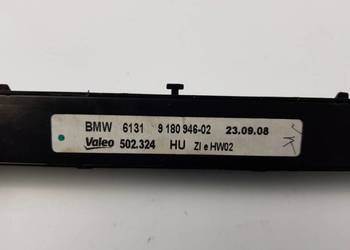 BMW 6131 9 180 946-02 23.09.08
Valeo 502.324 HU ZI e HW02